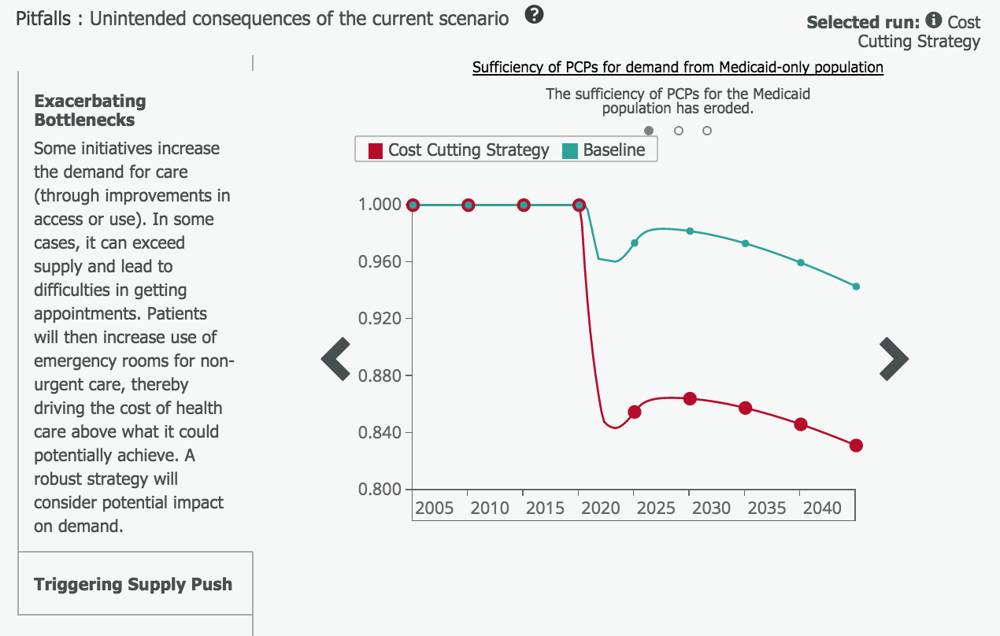 Pitfalls : Unintended consequences of the current scenario ?
Selected run: i Cost
Cutting Strategy
Exacerbating
Bottlenecks
Some initiatives increase
the demand for care
(through improvements in
access or use). In some
cases, it can exceed
supply and lead to
difficulties in getting
appointments. Patients
will then increase use of
emergency rooms for non-
urgent care, thereby
driving the cost of health
care above what it could
potentially achieve. A
robust strategy will
consider potential impact
on demand.
Triggering Supply Push
Sufficiency of PCPs for demand from Medicaid-only population
The sufficiency of PCPs for the Medicaid
population has eroded.
Cost Cutting Strategy Baseline
1.000
0.960
0.920
0.880
0.840
0.800
2005 2010 2015 2020 2025 2030 2035 2040